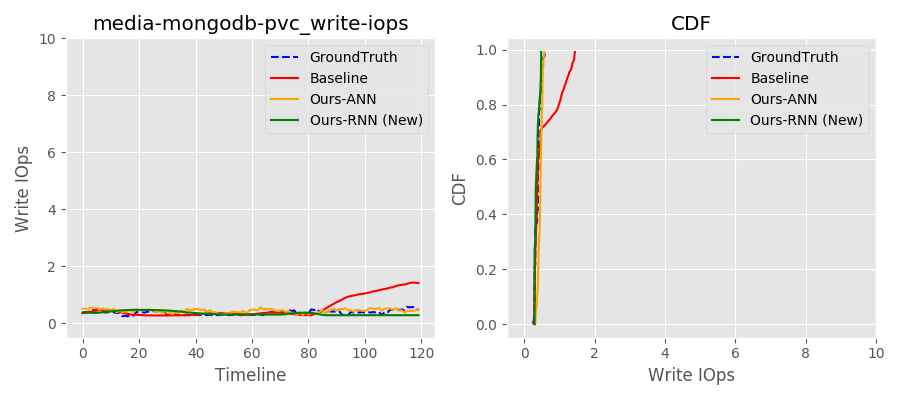 media-mongodb-pvc_write-iops
10
8
6
4
2
0
Write IOps
0 20 40 60 80 100 120
Timeline
GroundTruth
Baseline
Ours-ANN
Ours-RNN (New)
CDF
1.0
0.8
0.6
0.4
0.2
0.0
CDF
0 2 4 6 8 10
Write IOps
GroundTruth
Baseline
Ours-ANN
Ours-RNN (New)